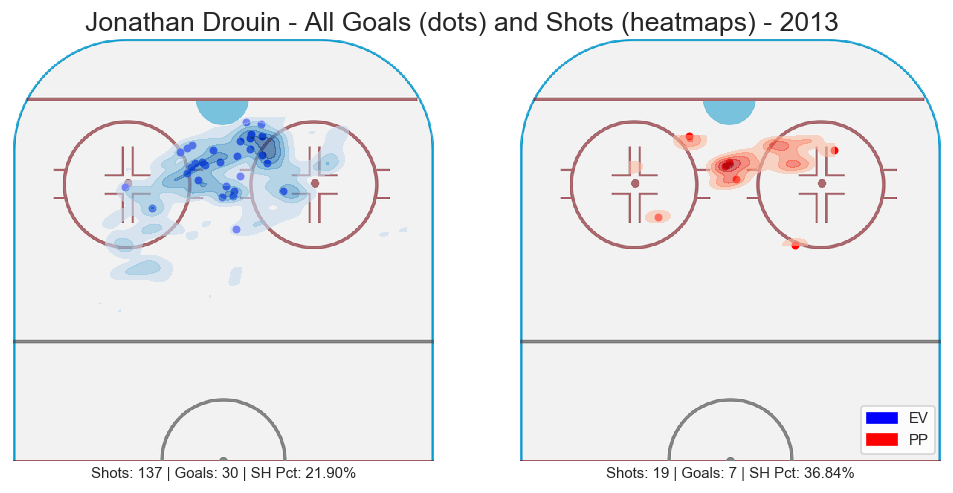 Jonathan Drouin - All Goals (dots) and Shots (heatmaps) - 2013
EV
PP
Shots: 137 | Goals: 30 | SH Pct: 21.90%
Shots: 19 | Goals: 7 | SH Pct: 36.84%